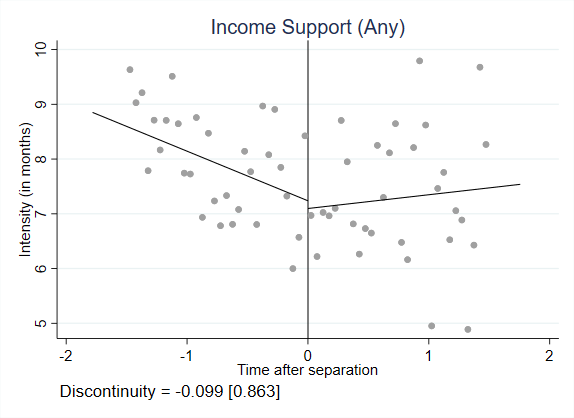 Income Support (Any)
Intensity (in months)
10
9
8
7
6
5
-2 -1 0 1 2
Time after separation
Discontinuity = -0.099 [0.863]